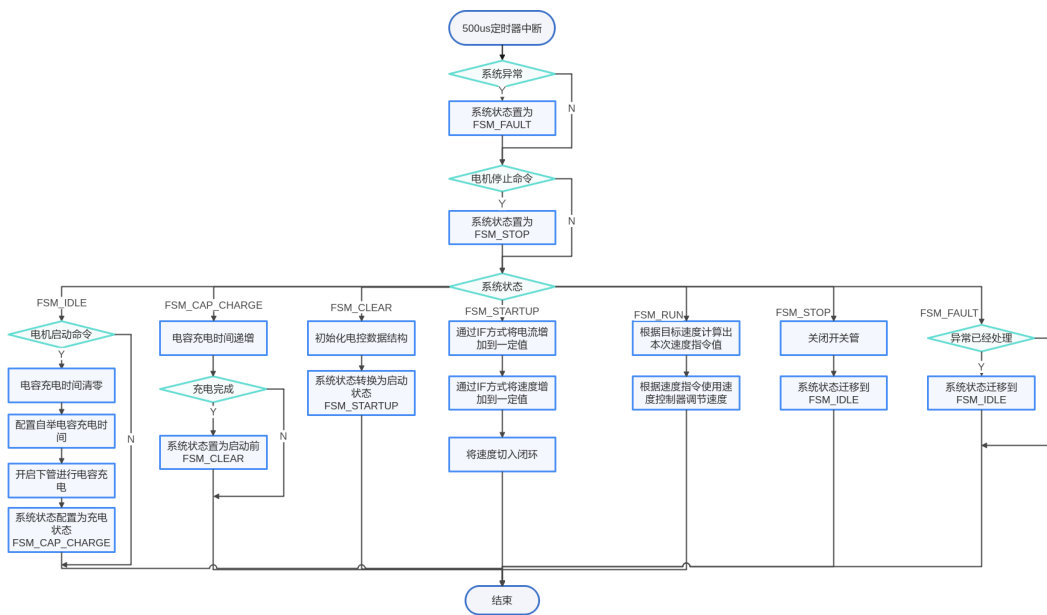 500us定时器中断
系统异常
Y
N
系统状态置为
FSM_FAULT
电机停止命令
Y
N
系统状态置为
FSM_STOP
系统状态
FSM_IDLE
电机启动命令
Y
N
电容充电时间清零
配置自举电容充电时
间
开启下管进行电容充
电
系统状态配置为充电
状态
FSM_CAP_CHARGE
FSM_CAP_CHARGE
电容充电时间递增
充电完成
Y
N
系统状态置为启动前
FSM_CLEAR
FSM_CLEAR
初始化电控数据结构
系统状态转换为启动
状态
FSM_STARTUP
FSM_STARTUP
通过IF方式将电流增
加到一定值
通过IF方式将速度增
加到一定值
将速度切入闭环
FSM_RUN
根据目标速度计算出
本次速度指令值
根据速度指令使用速
度控制器调节速度
FSM_STOP
关闭开关管
系统状态迁移到
FSM_IDLE
FSM_FAULT
异常已经处理
Y
系统状态迁移到
FSM_IDLE
结束